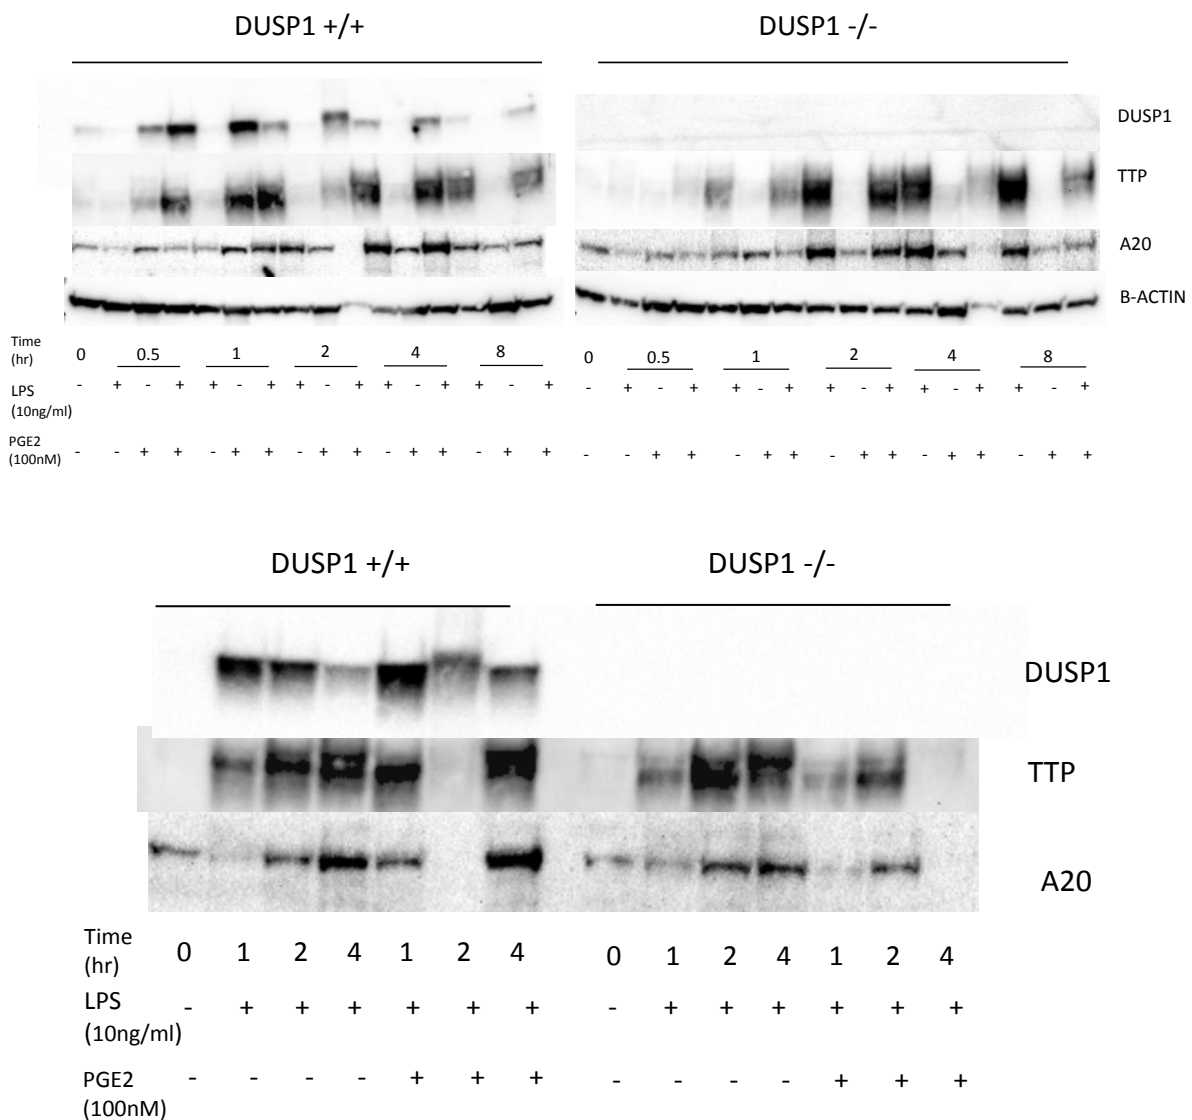 DUSP1 +/+ DUSP1 -/-
DUSP1
TTP
A20
B-ACTIN
Time
(hr) 0 0.5 1 2 4 8 0 0.5 1 2 4 8
LPS - + - + + - + + - + + - + + - + - + - + + - + + - + + - + + - +
(10ng/ml)
PGE2
(100nM) - - + + - + + - + + - + + - + + - - + + - + + - + + - + + - + +
DUSP1 +/+ DUSP1 -/-
DUSP1
TTP
A20
Time
(hr) 0 1 2 4 1 2 4 0 1 2 4 1 2 4
LPS - + + + + + + - + + + + + +
(10ng/ml)
PGE2 - - - - + + + - - - - + + +
(100nM)